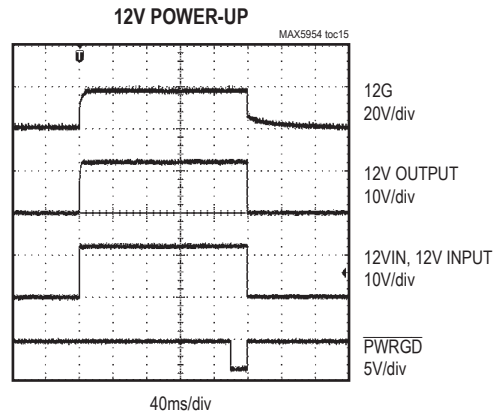 12V POWER-UP
MAX5954 toc15
T
12G
20V/div
12V OUTPUT
10V/div
12VIN, 12V INPUT
10V/div
PWRGD
5V/div
40ms/div